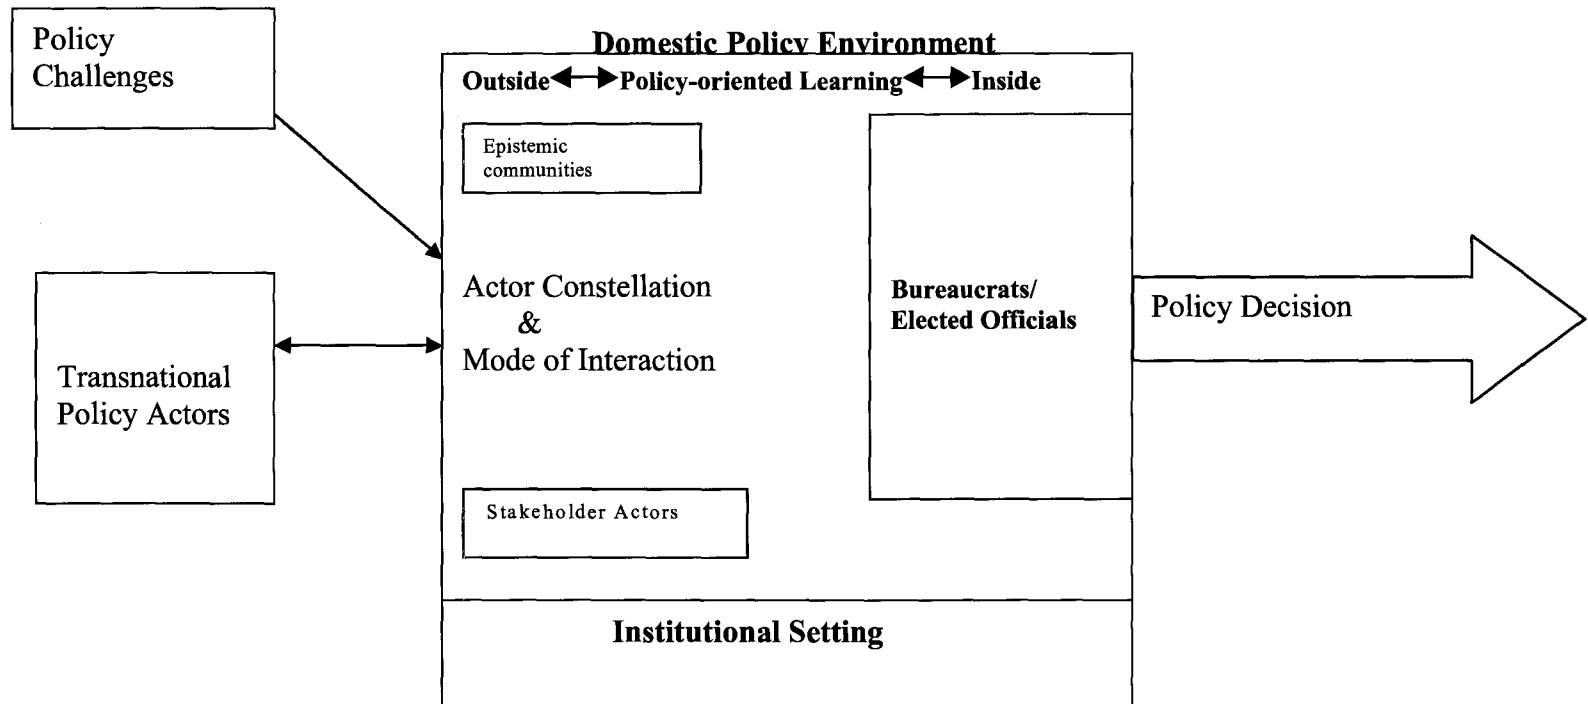 Policy
Challenges
Domestic Policy Environment
Outside Policy-oriented Learning Inside
Epistemic
communities
Actor Constellation
&
Mode of Interaction
Bureaucrats/
Elected Officials
Policy Decision
Transnational
Policy Actors
Stakeholder Actors
Institutional Setting